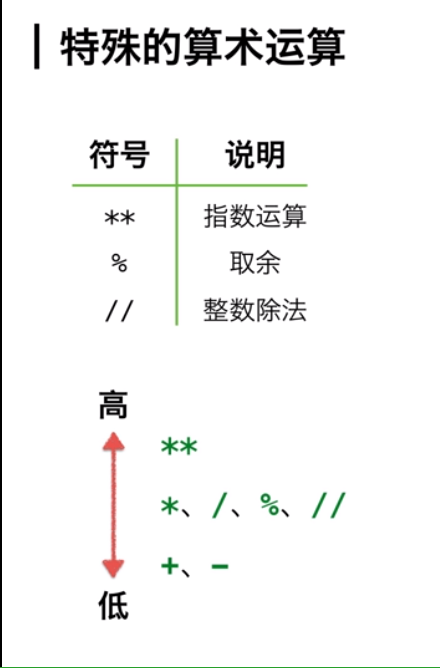 特殊的算术运算
符号 说明
** 指数运算
% 取余
// 整数除法
高
**
*、/、%、//
+、-
低